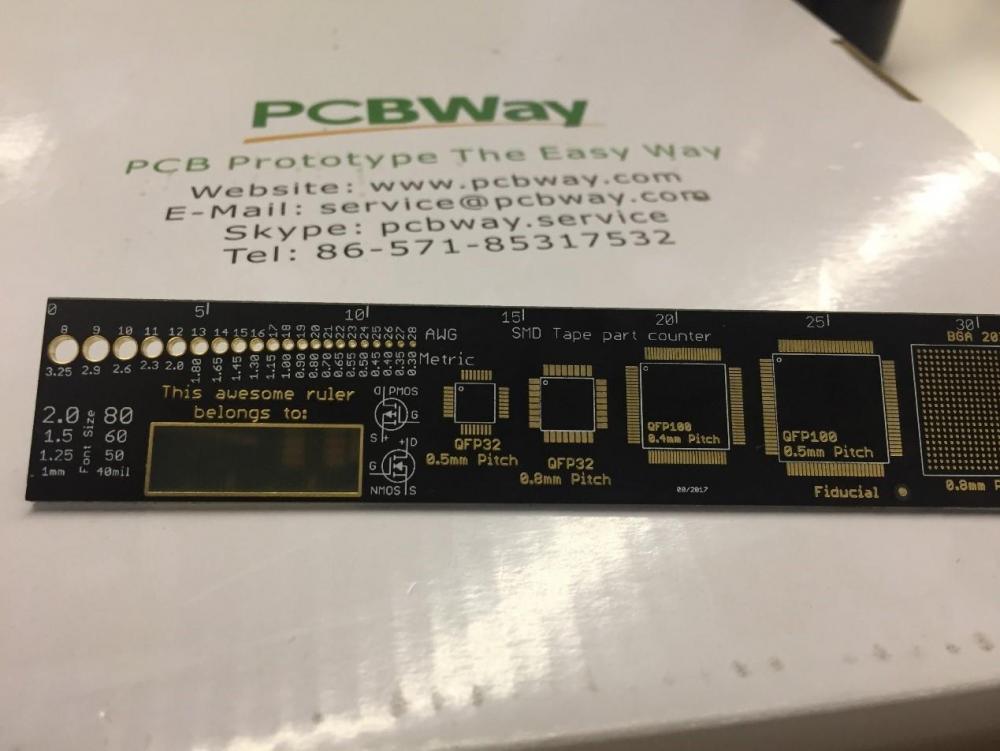 PCBWay
PCB Prototype The Easy Way
Website: www.pcbway.com
E-Mail: service@pcbway.com
Skype: pcbway.service
Tel: 86-571-85317532
0 5 10 15 20 25 30
SMD Tape part counter
8 9 10 11 12 13 14 15 16 17 18 19 20 21 22 23 24 25 26 27 28 AWG
3.25 2.9 2.6 2.3 2.0 1.80 1.65 1.45 1.30 1.15 1.00 0.90 0.80 0.70 0.65 0.55 0.50 0.45 0.40 0.35 0.30 Metric
This awesome ruler
belongs to:
2.0 80
1.5 60
1.25 50
1mm 40mil
Font Size
D PMOS
G
S
D
G
NMOS S
QFP32
0.5mm Pitch
QFP32
0.8mm Pitch
QFP100
0.4mm Pitch
08/2017
QFP100
0.5mm Pitch
Fiducial
BGA 20
0.8mm P